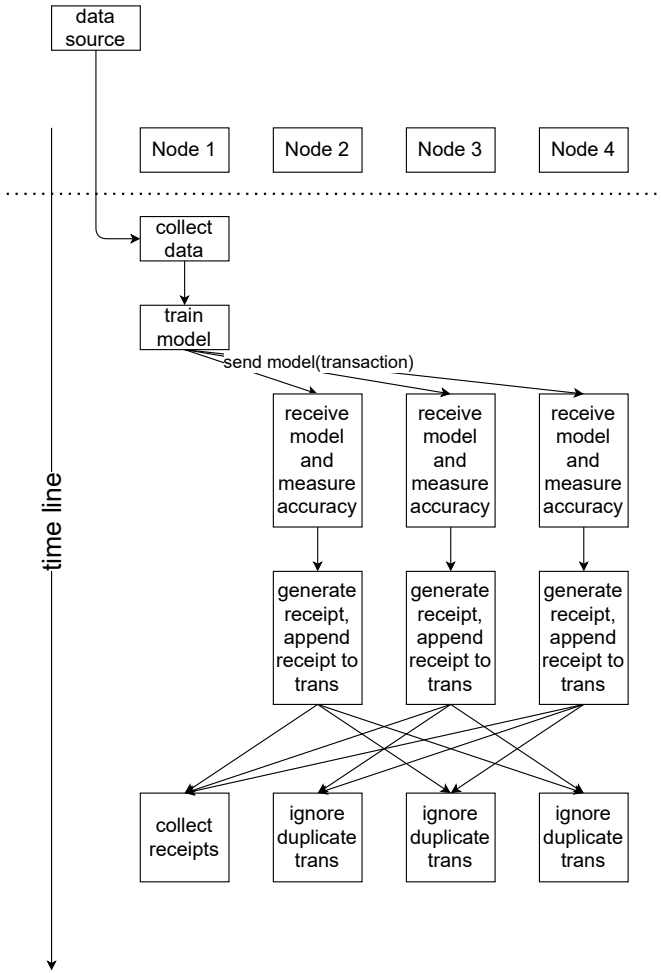 data
source
Node 1
Node 2
Node 3
Node 4
collect
data
train
model
send model(transaction)
receive
model
and
measure
accuracy
receive
model
and
measure
accuracy
receive
model
and
measure
accuracy
time line
generate
receipt,
append
receipt to
trans
generate
receipt,
append
receipt to
trans
generate
receipt,
append
receipt to
trans
collect
receipts
ignore
duplicate
trans
ignore
duplicate
trans
ignore
duplicate
trans